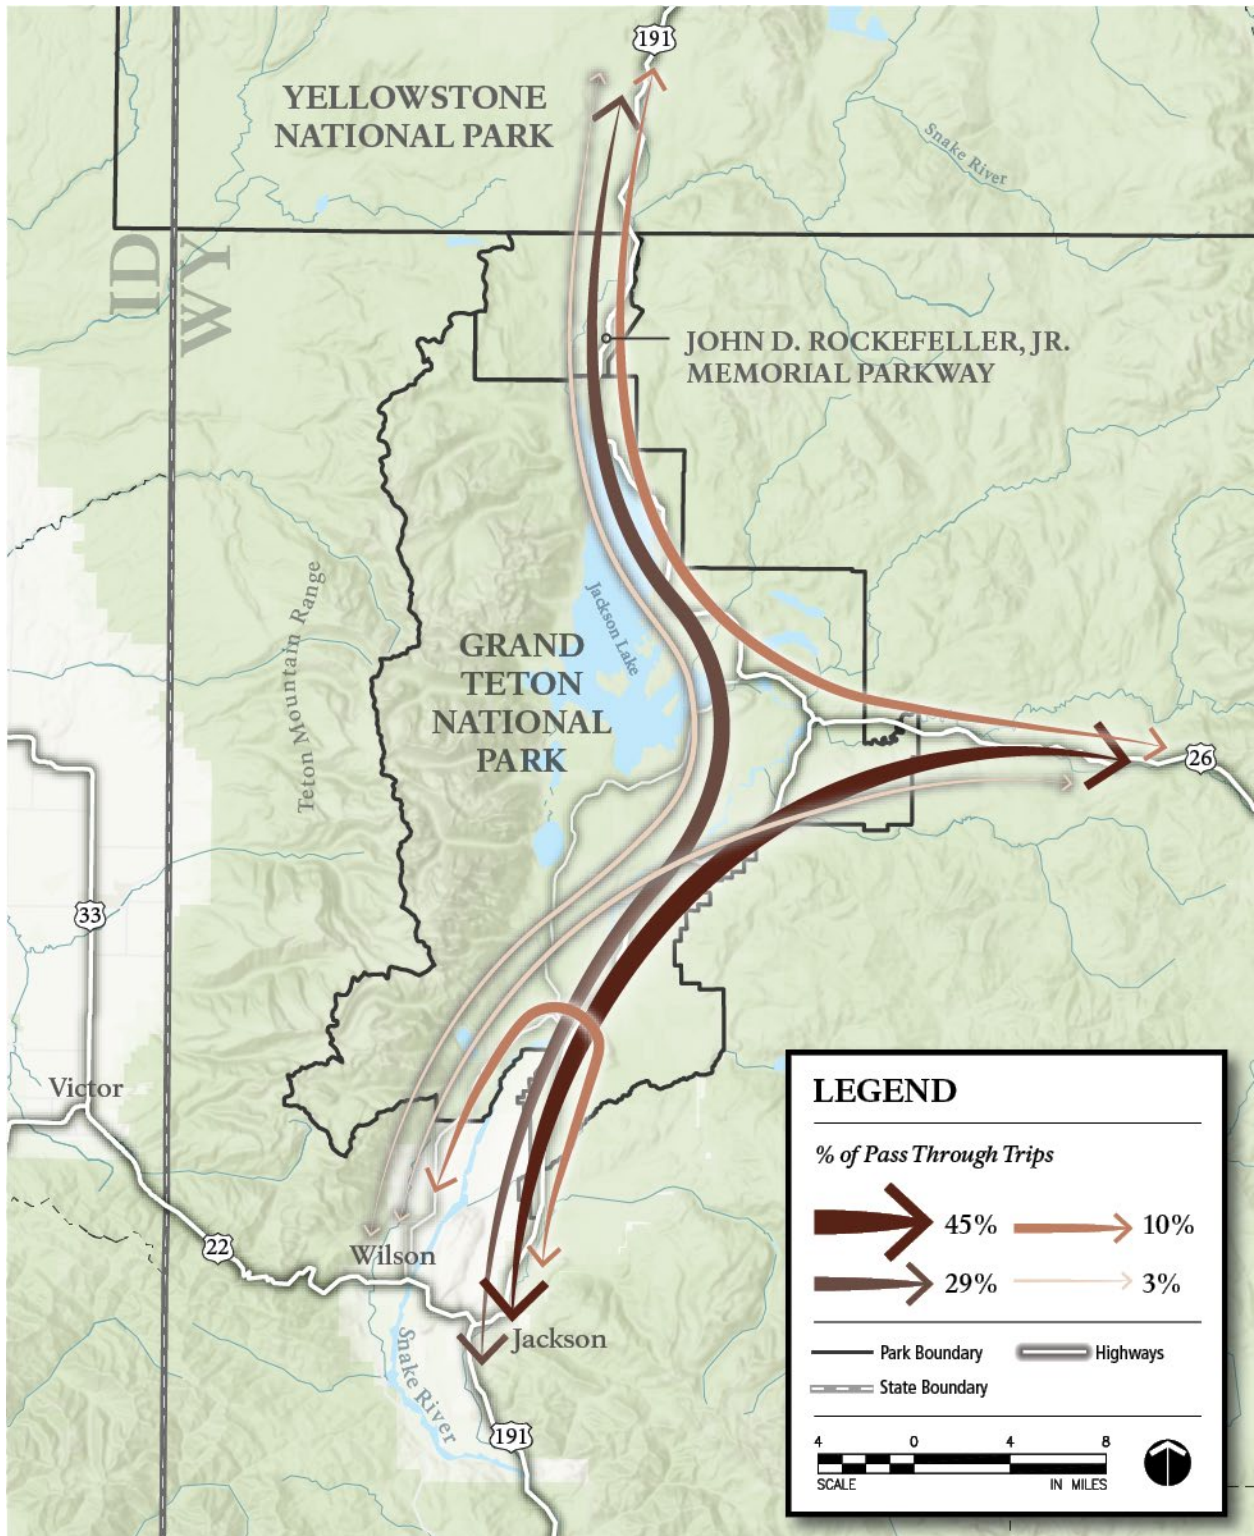 191
YELLOWSTONE
NATIONAL PARK
Snake River
ID
WY
JOHN D. ROCKEFELLER, JR.
MEMORIAL PARKWAY
Teton Mountain Range
Jackson Lake
GRAND
TETON
NATIONAL
PARK
26
33
Victor
22
Wilson
Jackson
Snake River
191
LEGEND
% of Pass Through Trips
45% 10%
29% 3%
Park Boundary Highways
State Boundary
4 0 4 8
SCALE IN MILES